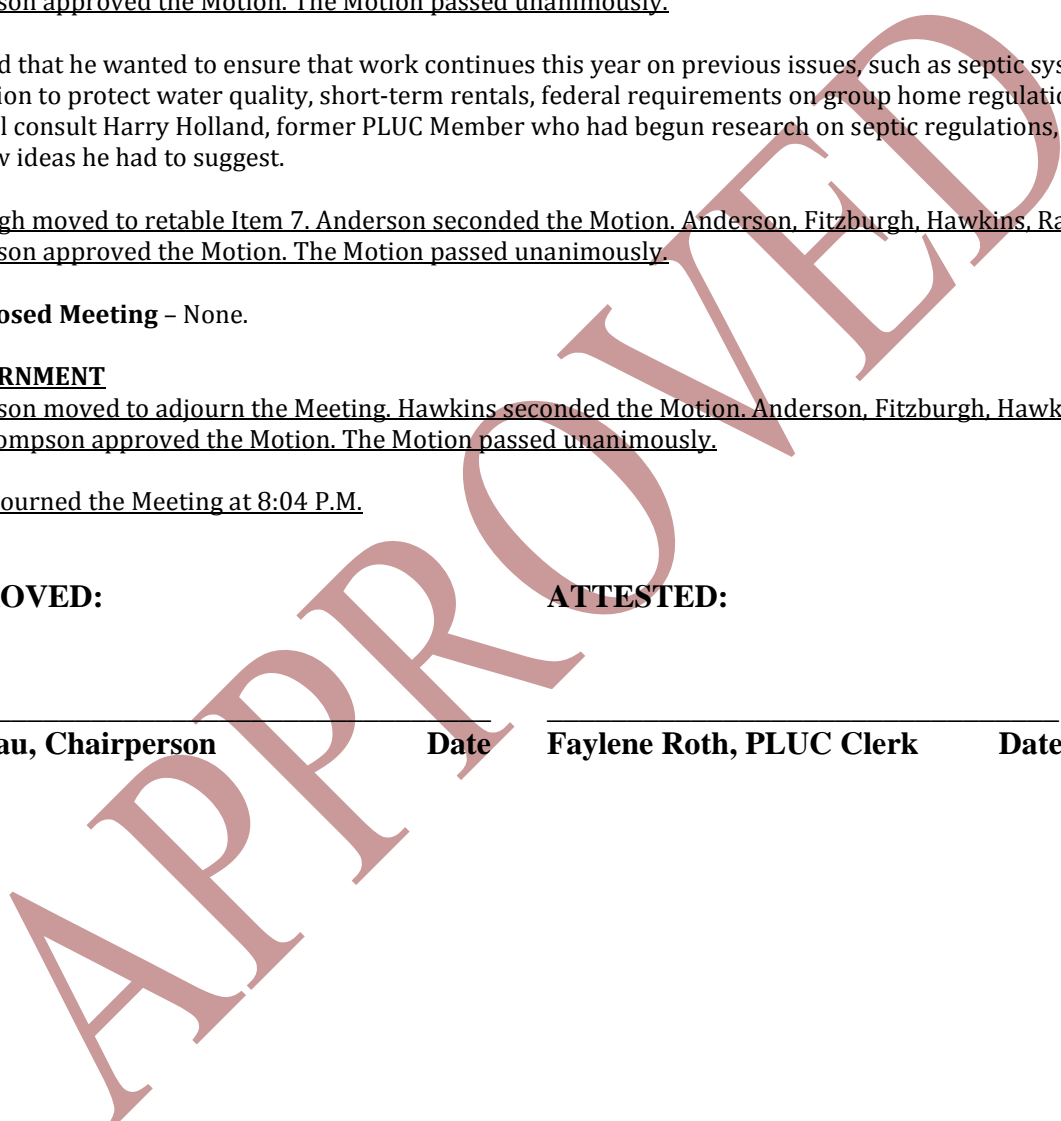 son approved the Motion. The Motion passed unanimously.
d that he wanted to ensure that work continues this year on previous issues, such as septic sys
ion to protect water quality, short-term rentals, federal requirements on group home regulatio
l consult Harry Holland, former PLUC Member who had begun research on septic regulations,
w ideas he had to suggest.
gh moved to retable Item 7. Anderson seconded the Motion. Anderson, Fitzburgh, Hawkins, Ra
son approved the Motion. The Motion passed unanimously.
osed Meeting – None.
RNMENT
son moved to adjourn the Meeting. Hawkins seconded the Motion. Anderson, Fitzburgh, Hawk
ompson approved the Motion. The Motion passed unanimously.
ourned the Meeting at 8:04 P.M.
OVED: ATTESTED:
au, Chairperson Date Faylene Roth, PLUC Clerk Date
APPROVED